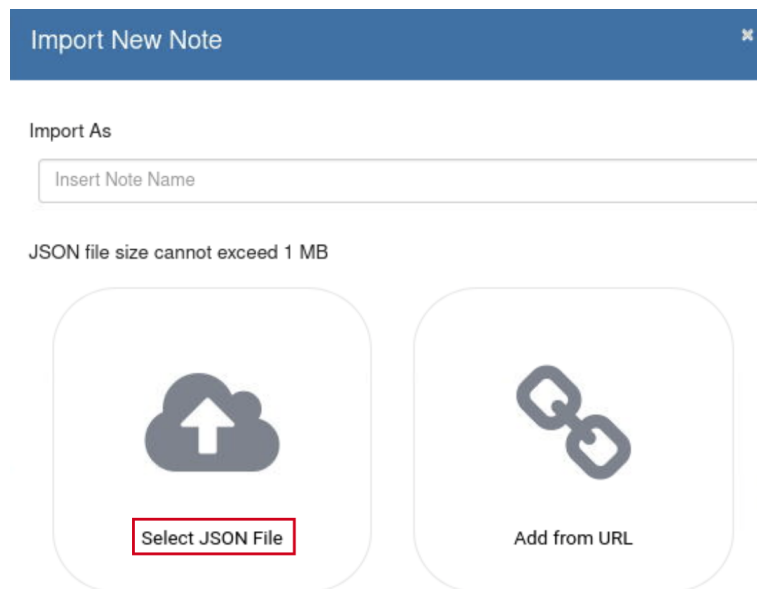 Import New Note
Import As
Insert Note Name
JSON file size cannot exceed 1 MB
Select JSON File
Add from URL